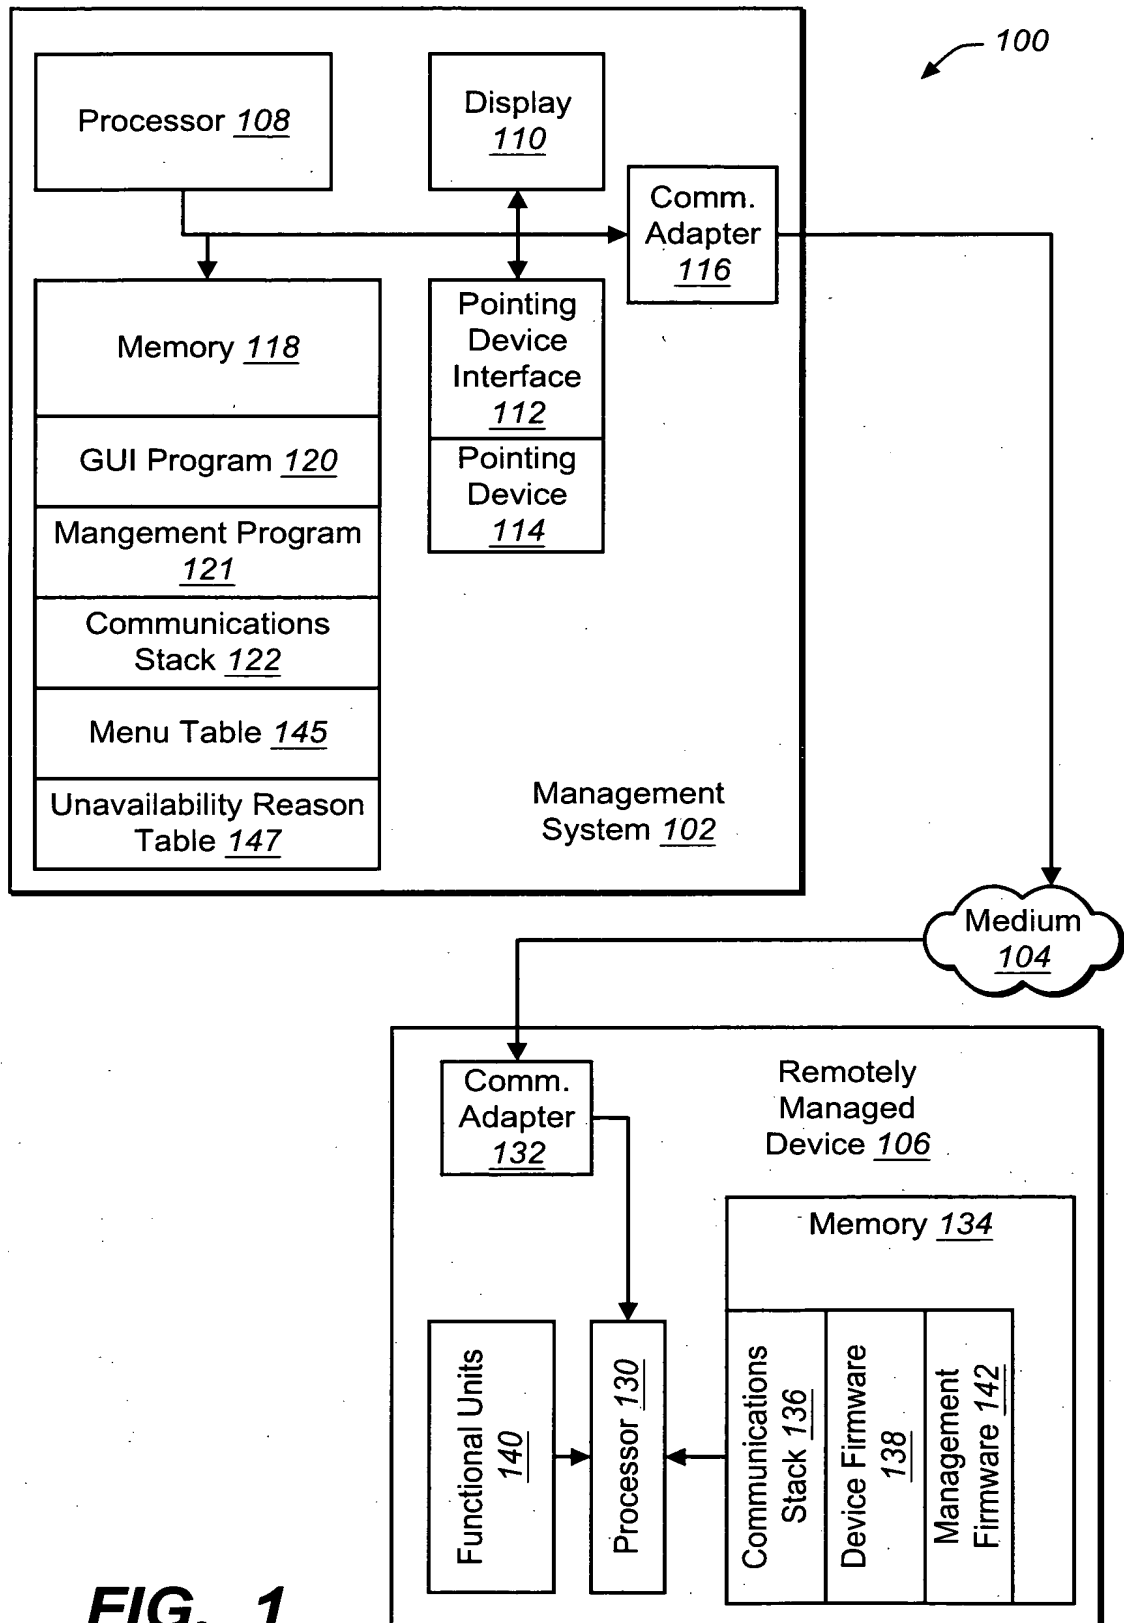 100
Processor 108
Display
110
Comm.
Adapter
116
Memory 118
Pointing
Device
Interface
112
GUI Program 120
Pointing
Device
114
Mangement Program
121
Communications
Stack 122
Menu Table 145
Unavailability Reason
Table 147
Management
System 102
Medium
104
Comm.
Adapter
132
Remotely
Managed
Device 106
Memory 134
Functional Units
140
Processor 130
Communications
Stack 136
Device Firmware
138
Management
Firmware 142
FIG. 1